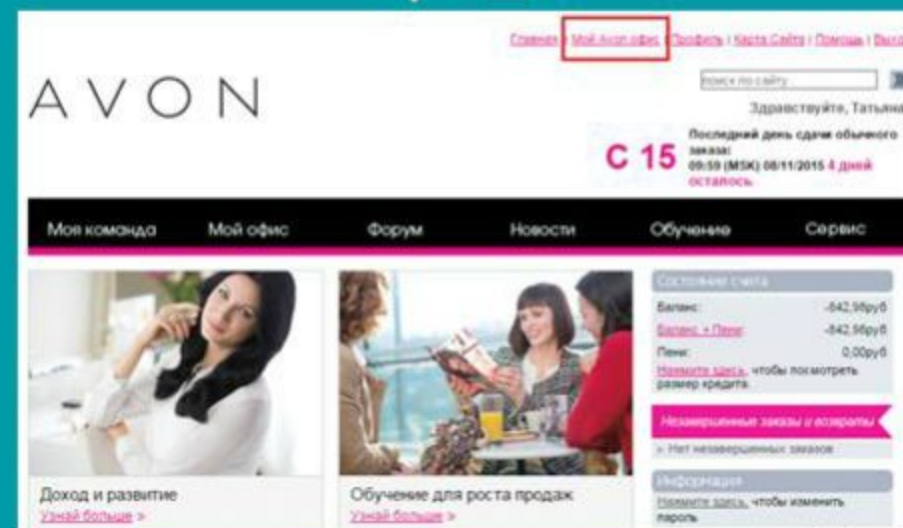 Главная | Мой Avon офис | Профиль | Карта Сайта | Помощь | Выход
поиск по сайту
AVON
Здравствуйте, Татьяна
С 15
Последний день сдачи обычного
заказа:
09:59 (MSK) 08/11/2015 4 дней
осталось
Моя команда Мой офис Форум Новости Обучение Сервис
Состояние счета
Баланс: -842,98руб
Баланс + Пени: -842,98руб
Пени: 0,00руб
Нажмите здесь, чтобы посмотреть
размер кредита.
Незавершенные заказы и возвраты
» Нет незавершенных заказов
Информация
Нажмите здесь, чтобы изменить
пароль
Доход и развитие
Узнай больше »
Обучение для роста продаж
Узнай больше »